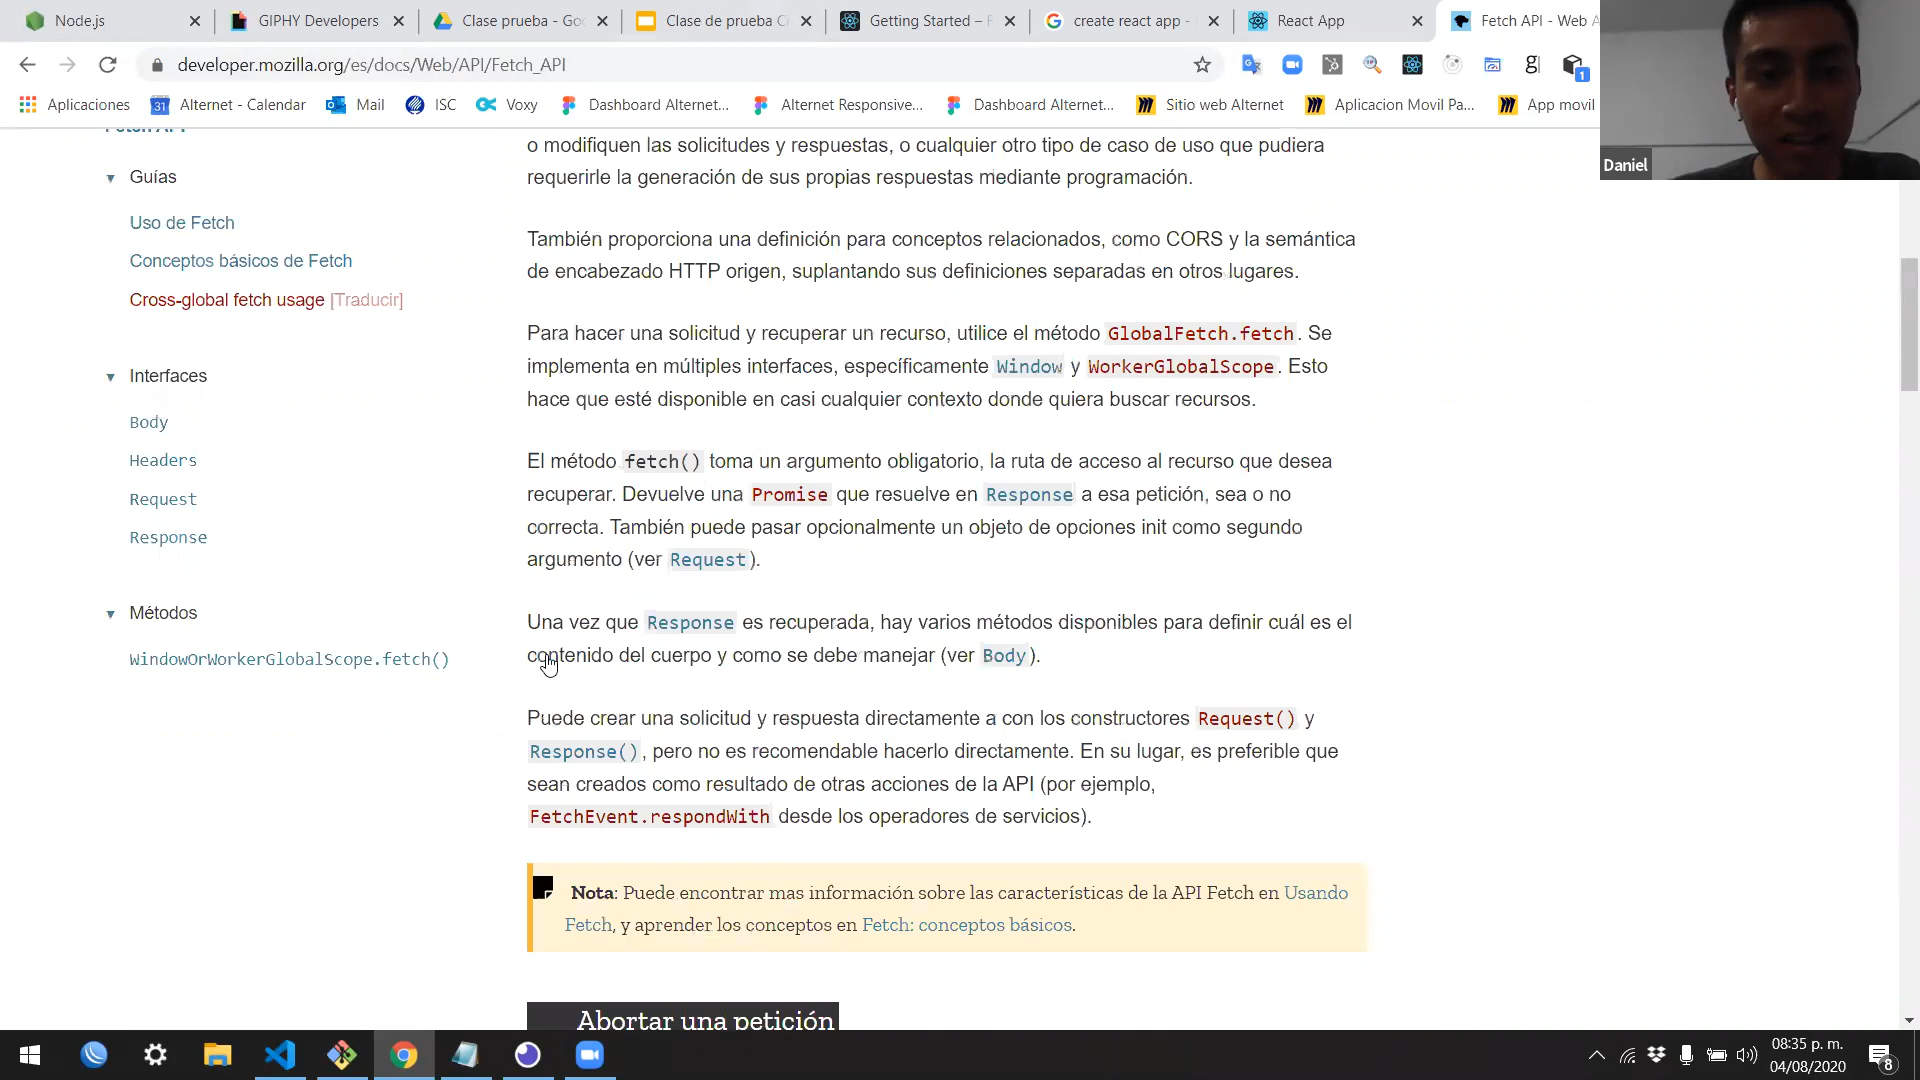 Node.js
GIPHY Developers
Clase prueba - Goo
Clase de prueba C
Getting Started – R
create react app -
React App
Fetch API - Web A
developer.mozilla.org/es/docs/Web/API/Fetch_API
Aplicaciones
Alternet - Calendar
Mail
ISC
Voxy
Dashboard Alternet...
Alternet Responsive...
Dashboard Alternet...
Sitio web Alternet
Aplicacion Movil Pa...
App movil
Daniel
Fetch API
Guías
Uso de Fetch
Conceptos básicos de Fetch
Cross-global fetch usage [Traducir]
Interfaces
Body
Headers
Request
Response
Métodos
WindowOrWorkerGlobalScope.fetch()
o modifiquen las solicitudes y respuestas, o cualquier otro tipo de caso de uso que pudiera
requerirle la generación de sus propias respuestas mediante programación.
También proporciona una definición para conceptos relacionados, como CORS y la semántica
de encabezado HTTP origen, suplantando sus definiciones separadas en otros lugares.
Para hacer una solicitud y recuperar un recurso, utilice el método GlobalFetch.fetch. Se
implementa en múltiples interfaces, específicamente Window y WorkerGlobalScope. Esto
hace que esté disponible en casi cualquier contexto donde quiera buscar recursos.
El método fetch() toma un argumento obligatorio, la ruta de acceso al recurso que desea
recuperar. Devuelve una Promise que resuelve en Response a esa petición, sea o no
correcta. También puede pasar opcionalmente un objeto de opciones init como segundo
argumento (ver Request).
Una vez que Response es recuperada, hay varios métodos disponibles para definir cuál es el
contenido del cuerpo y como se debe manejar (ver Body).
Puede crear una solicitud y respuesta directamente a con los constructores Request() y
Response(), pero no es recomendable hacerlo directamente. En su lugar, es preferible que
sean creados como resultado de otras acciones de la API (por ejemplo,
FetchEvent.respondWith desde los operadores de servicios).
Nota: Puede encontrar mas información sobre las características de la API Fetch en Usando
Fetch, y aprender los conceptos en Fetch: conceptos básicos.
Abortar una petición
08:35 p. m.
04/08/2020
8